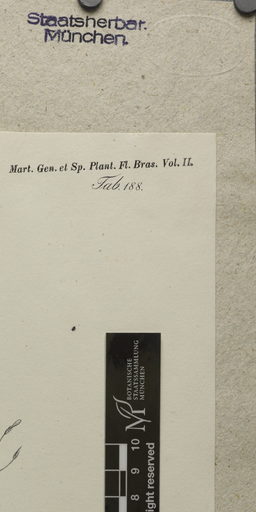 Staatsherbar.
München.
Mart. Gen. et Sp. Plant. Fl. Bras. Vol. II.
Tab. 188.
BOTANISCHE
STAATSSAMMLUNG
MÜNCHEN
8 9 10
ight reserved